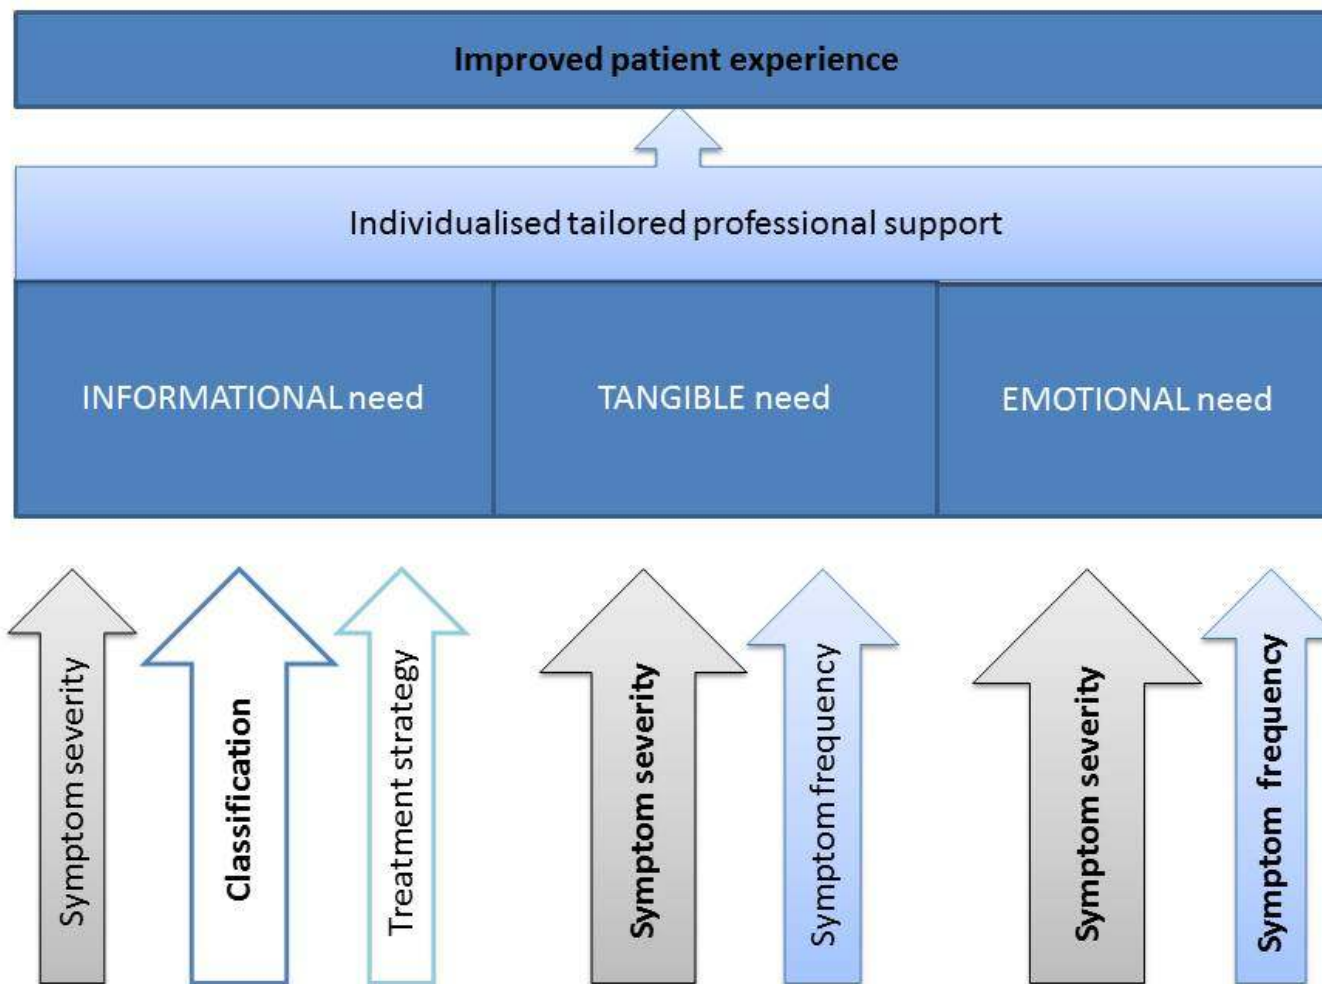 Improved patient experience
Individualised tailored professional support
INFORMATIONAL need
TANGIBLE need
EMOTIONAL need
Symptom severity
Classification
Treatment strategy
Symptom severity
Symptom frequency
Symptom severity
Symptom frequency